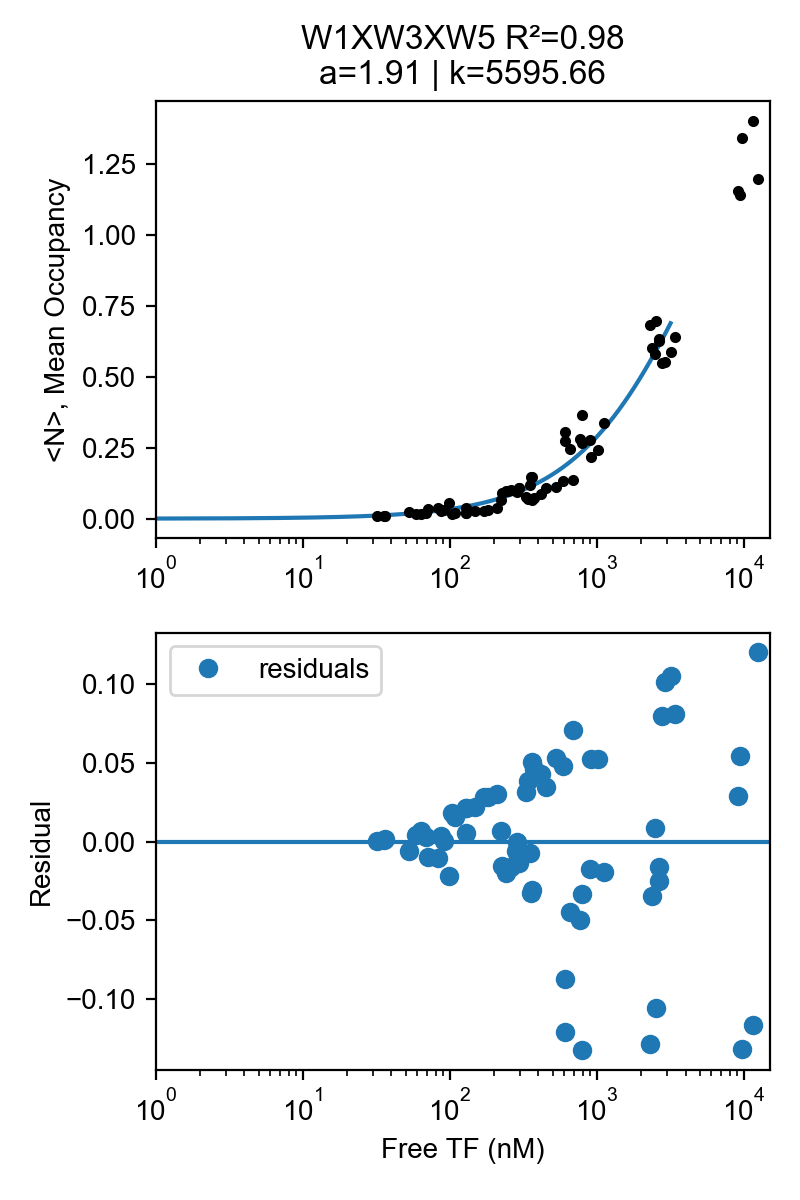 W1XW3XW5 R²=0.98
a=1.91 | k=5595.66
<N>, Mean Occupancy
1.25
1.00
0.75
0.50
0.25
0.00
10⁰ 10¹ 10² 10³ 10⁴
residuals
Residual
0.10
0.05
0.00
−0.05
−0.10
10⁰ 10¹ 10² 10³ 10⁴
Free TF (nM)